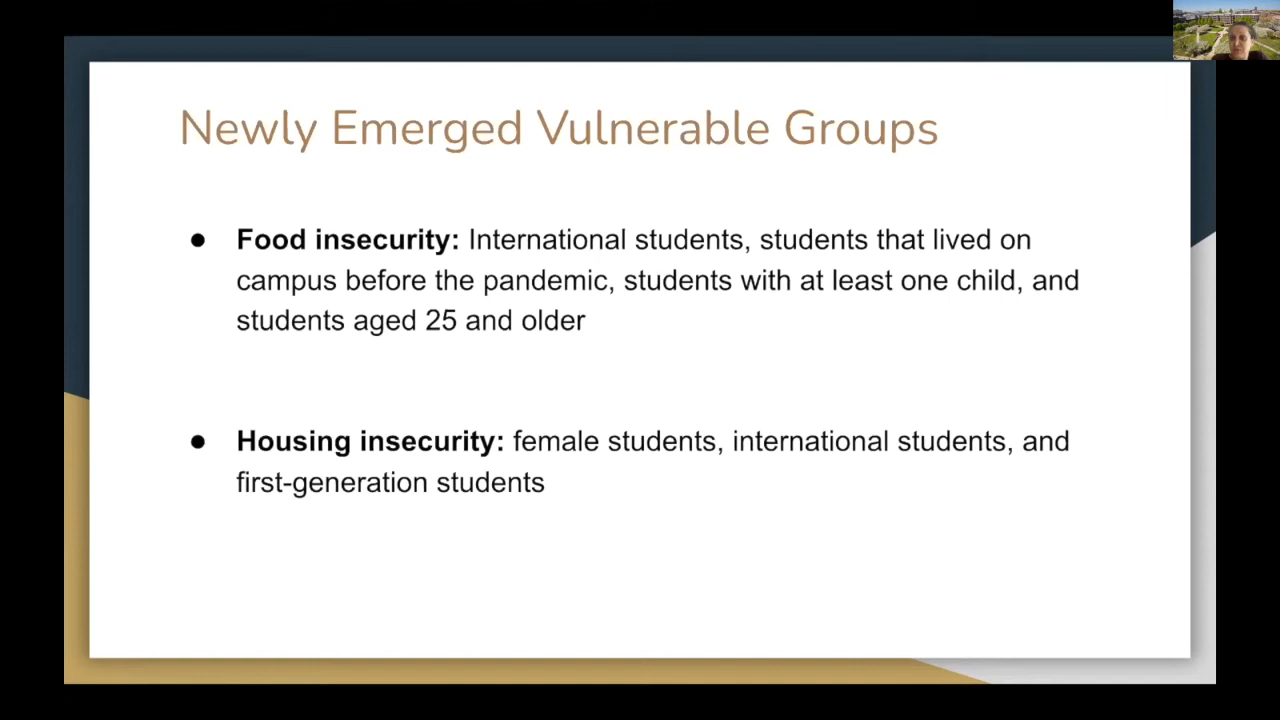 Newly Emerged Vulnerable Groups
● Food insecurity: International students, students that lived on
campus before the pandemic, students with at least one child, and
students aged 25 and older
● Housing insecurity: female students, international students, and
first-generation students